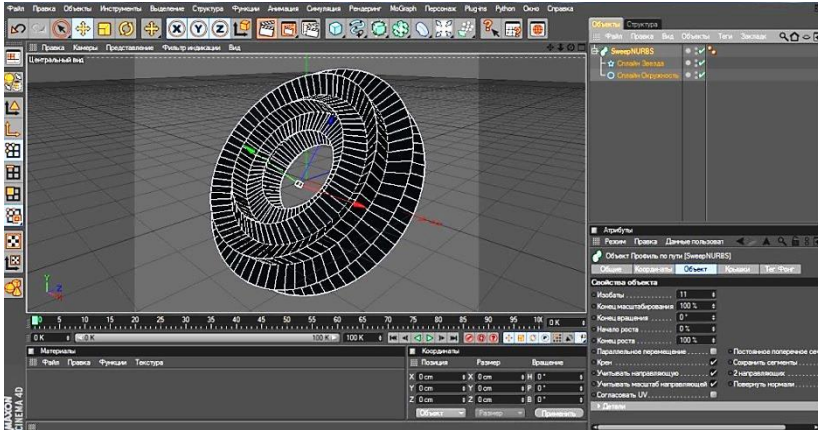 Файл Правка Объекты Инструменты Выделение Структура Функции Анимация Симуляция Рендеринг MoGraph Персонаж Plug-ins Python Окно Справка
Правка Камеры Представление Фильтр индикации Вид
Центральный вид
Объекты Структура
Файл Правка Вид Объекты Теги Закладки
SweepNURBS
Сплайн Звезда
Сплайн Окружность
Y
Z
X
0 5 10 15 20 25 30 35 40 45 50 55 60 65 70 75 80 85 90 95 0 K
0 K 0 K 100 K 100 K
Материалы
Файл Правка Функции Текстура
Координаты
Позиция Размер Вращение
X 0 cm X 0 cm H 0 °
Y 0 cm Y 0 cm P 0 °
Z 0 cm Z 0 cm B 0 °
Объект Размер Применить
Атрибуты
Режим Правка Данные пользоват
Объект Профиль по пути [SweepNURBS]
Общие Координаты Объект Крышки Тег Фонг
Свойства объекта
Изобаты 11
Конец масштабирования 100 %
Конец вращения 0 °
Начало роста 0 %
Конец роста 100 %
Параллельное перемещение Постоянное поперечное сеч
Крен Сохранить сегменты
Учитывать направляющую 2 направляющих
Учитывать масштаб направляющей Повернуть нормали
Согласовать UV
Детали
MAXON
CINEMA 4D